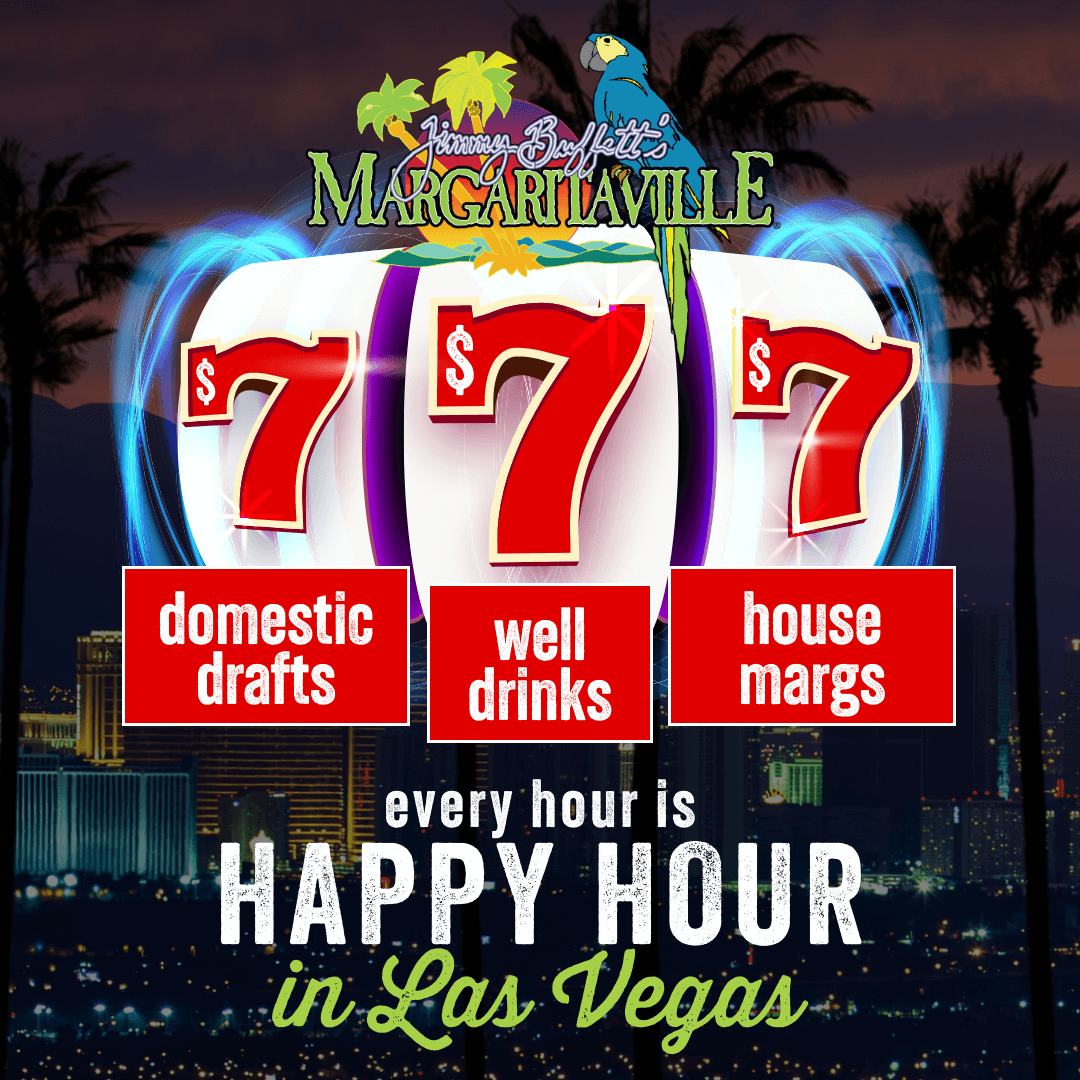 Jimmy Buffett's
MARGARITAVILLE
$7 $7 $7
domestic
drafts
well
drinks
house
margs
every hour is
HAPPY HOUR
in Las Vegas